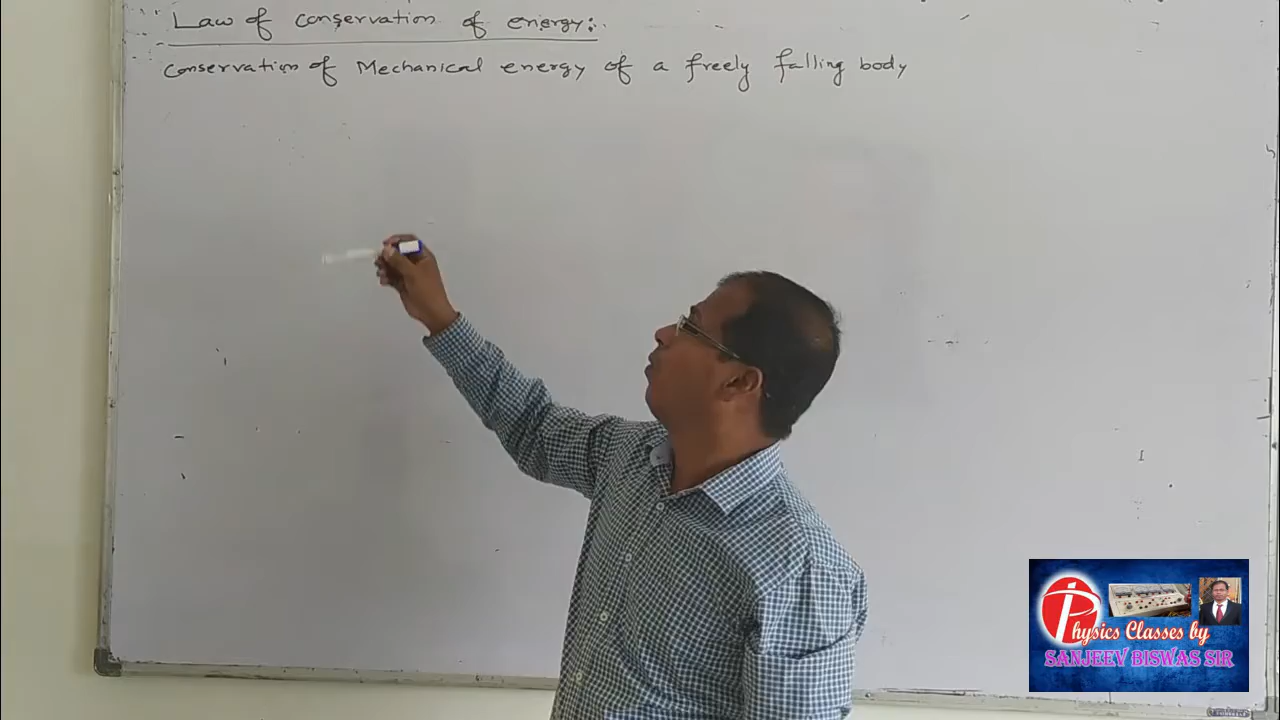 Law of conservation of energy:
Conservation of Mechanical energy of a freely falling body
Physics Classes by
SANJEEV BISWAS SIR